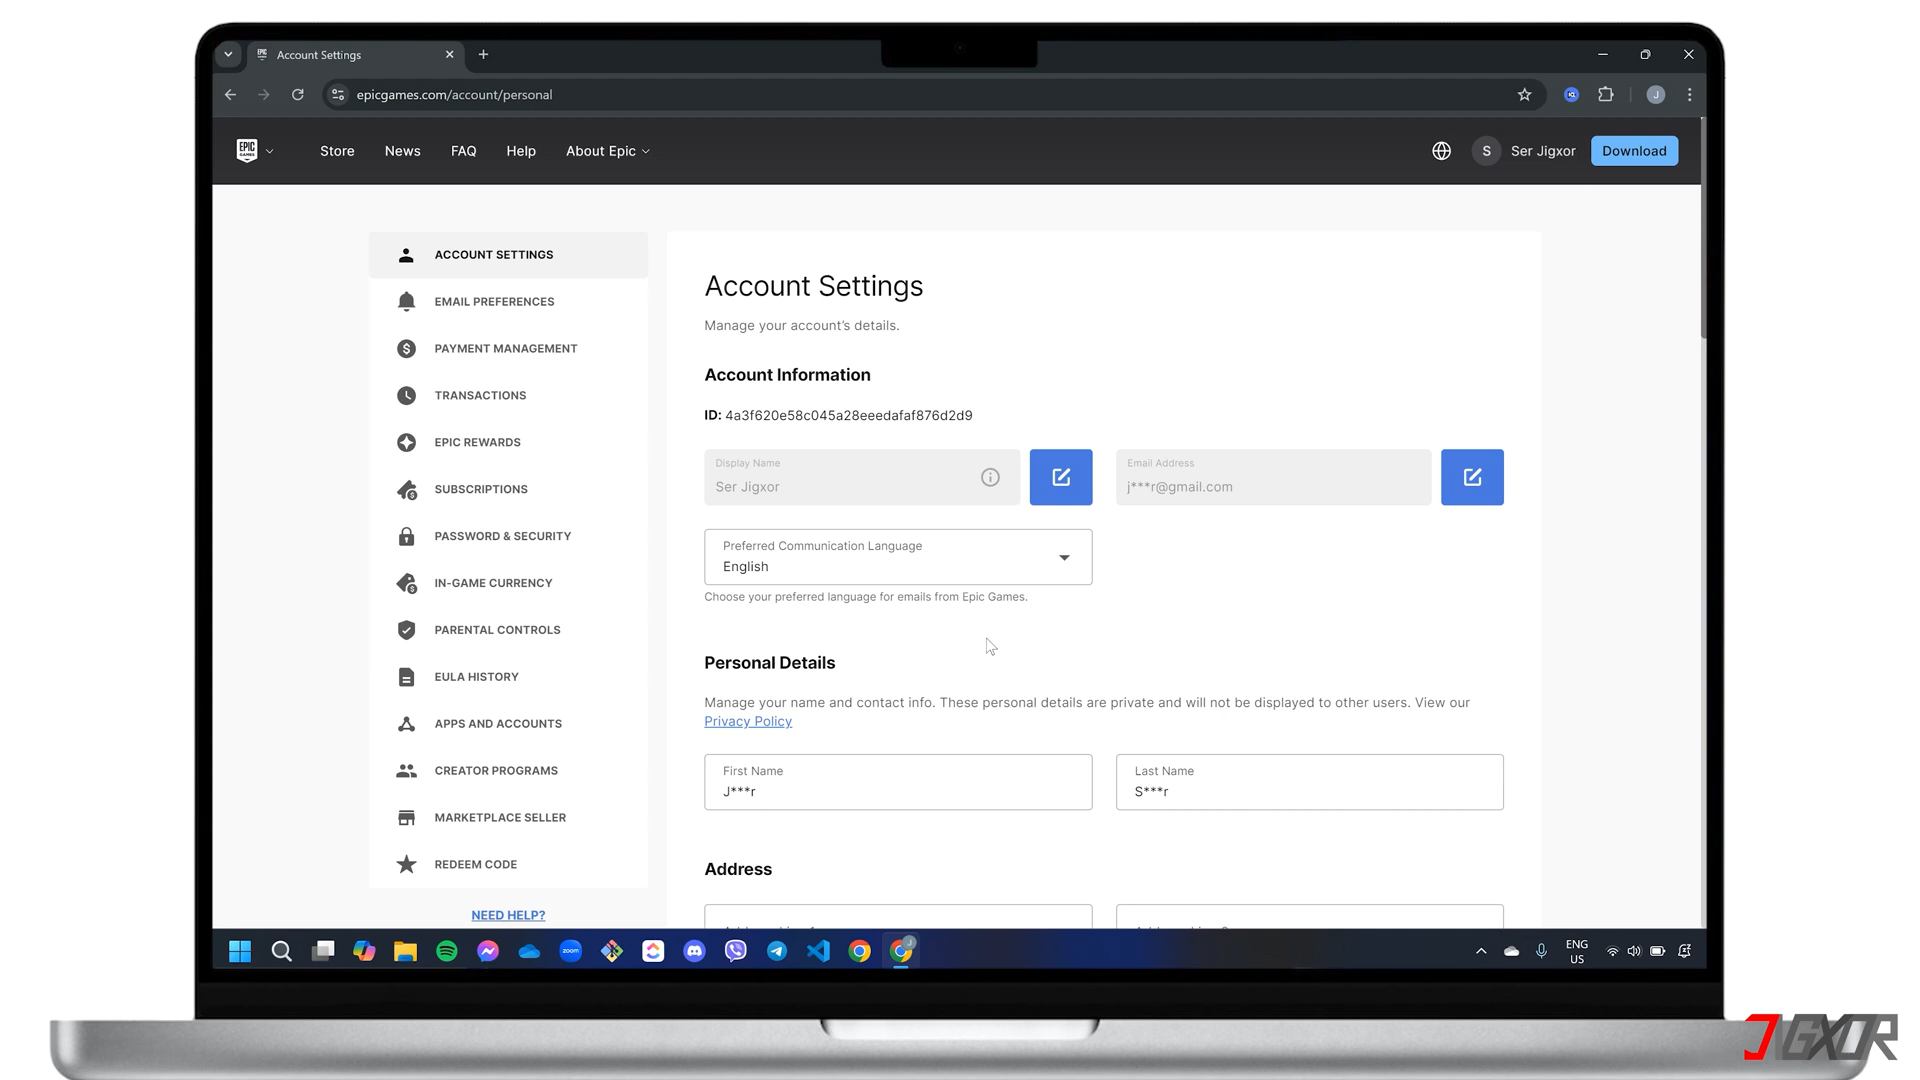 Account Settings
epicgames.com/account/personal
J
EPIC GAMES
Store
News
FAQ
Help
About Epic
S
Ser Jigxor
Download
ACCOUNT SETTINGS
EMAIL PREFERENCES
PAYMENT MANAGEMENT
TRANSACTIONS
EPIC REWARDS
SUBSCRIPTIONS
PASSWORD & SECURITY
IN-GAME CURRENCY
PARENTAL CONTROLS
EULA HISTORY
APPS AND ACCOUNTS
CREATOR PROGRAMS
MARKETPLACE SELLER
REDEEM CODE
NEED HELP?
Account Settings
Manage your account's details.
Account Information
ID: 4a3f620e58c045a28eeedafaf876d2d9
Display Name
Ser Jigxor
Email Address
j***r@gmail.com
Preferred Communication Language
English
Choose your preferred language for emails from Epic Games.
Personal Details
Manage your name and contact info. These personal details are private and will not be displayed to other users. View our
Privacy Policy
First Name
J***r
Last Name
S***r
Address
zoom
J
ENG
US
JIGXOR